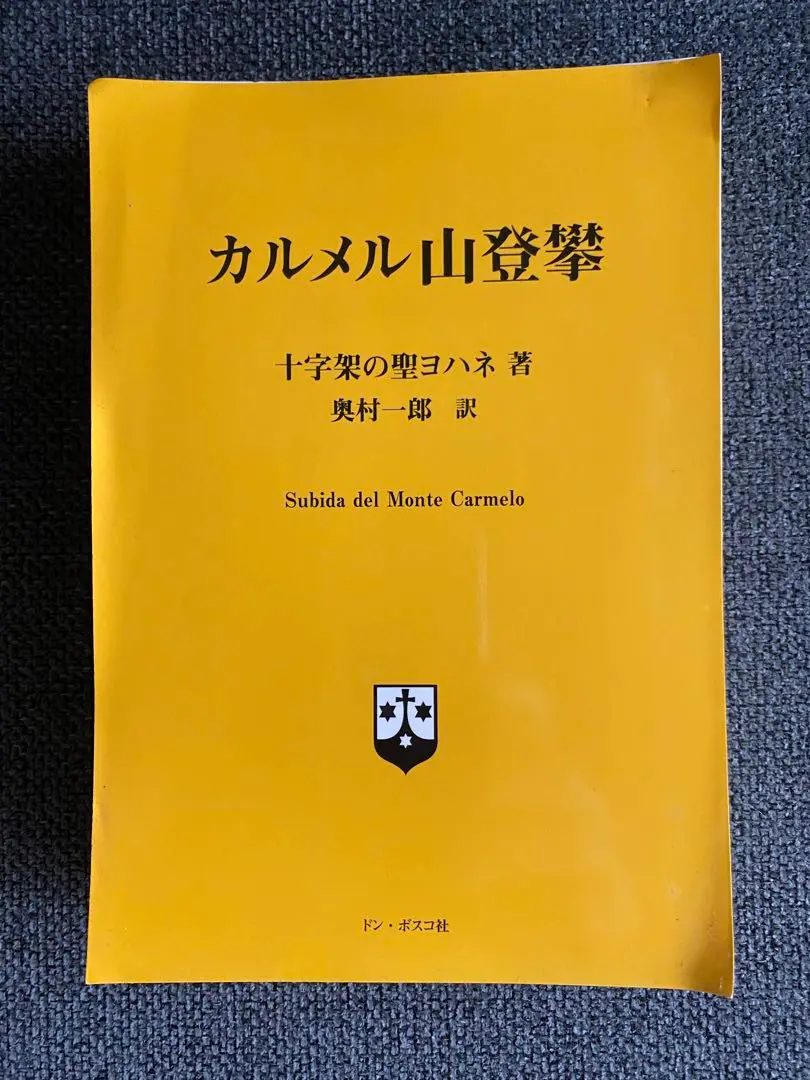 カルメル山登攀
十字架の聖ヨハネ 著
奥村一郎 訳
Subida del Monte Carmelo
ドン・ボスコ社